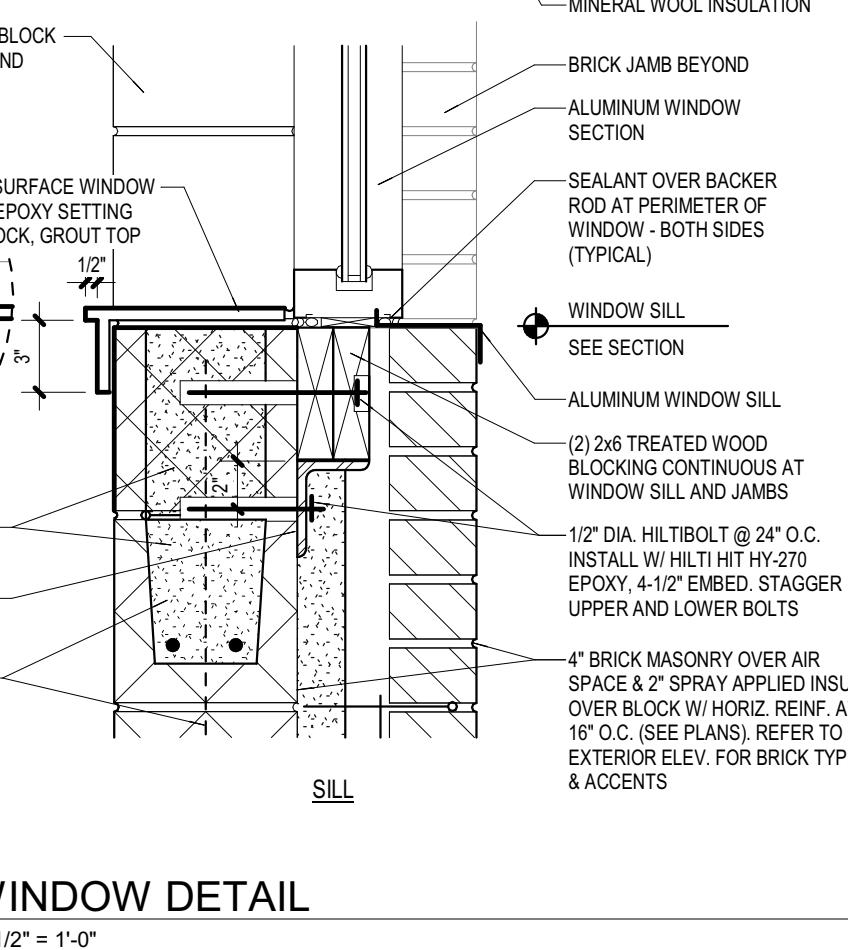 MINERAL WOOL INSULATION
BLOCK
BRICK JAMB BEYOND
ALUMINUM WINDOW
SECTION
SURFACE WINDOW
EPOXY SETTING
GROUT TOP
1/2"
3"
SEALANT OVER BACKER
ROD AT PERIMETER OF
WINDOW - BOTH SIDES
(TYPICAL)
WINDOW SILL
SEE SECTION
ALUMINUM WINDOW SILL
(2) 2x6 TREATED WOOD
BLOCKING CONTINUOUS AT
WINDOW SILL AND JAMBS
2"
1/2" DIA. HILTIBOLT @ 24" O.C.
INSTALL W/ HILTI HIT HY-270
EPOXY, 4-1/2" EMBED. STAGGER
UPPER AND LOWER BOLTS
4" BRICK MASONRY OVER AIR
SPACE & 2" SPRAY APPLIED
OVER BLOCK W/ HORIZ. REINF.
16" O.C. (SEE PLANS). REFER TO
EXTERIOR ELEV. FOR BRICK
& ACCENTS
SILL
WINDOW DETAIL
1/2" = 1'-0"